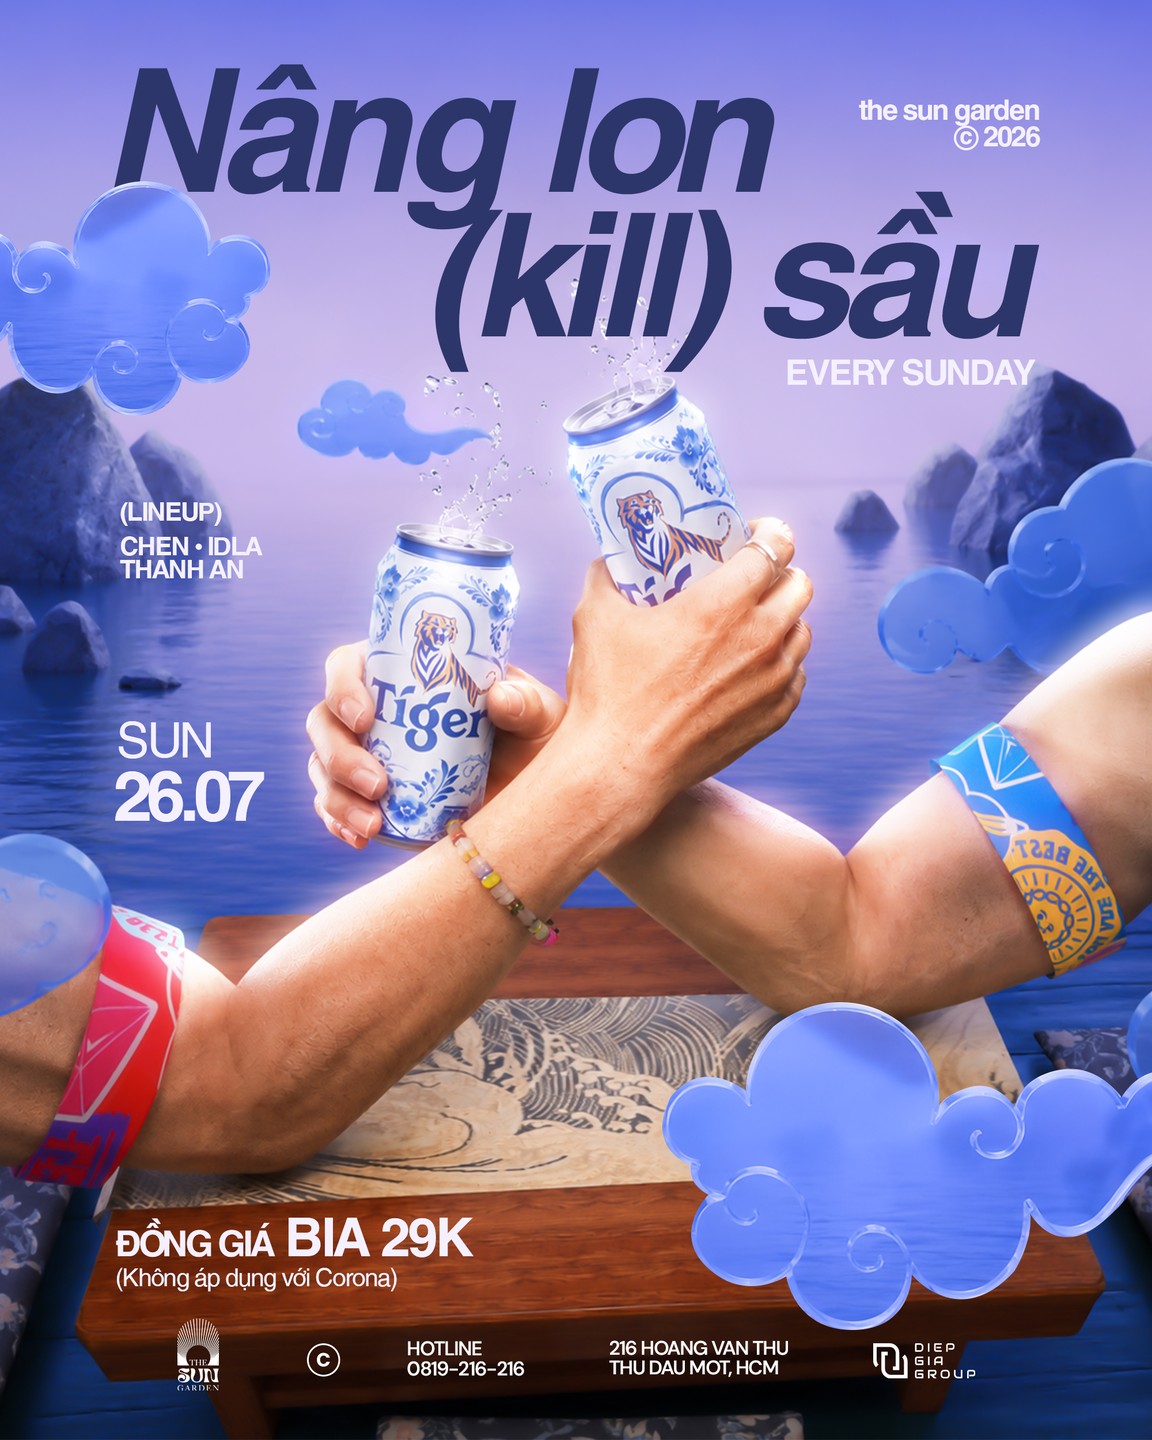 Nâng lon
(kill) sầu
the sun garden
© 2026
EVERY SUNDAY
(LINEUP)
CHEN • IDLA
THANH AN
SUN
26.07
Tiger
THE BEST
ĐỒNG GIÁ BIA 29K
(Không áp dụng với Corona)
THE
SUN
GARDEN
©
HOTLINE
0819-216-216
216 HOANG VAN THU
THU DAU MOT, HCM
DIEP
GIA
GROUP